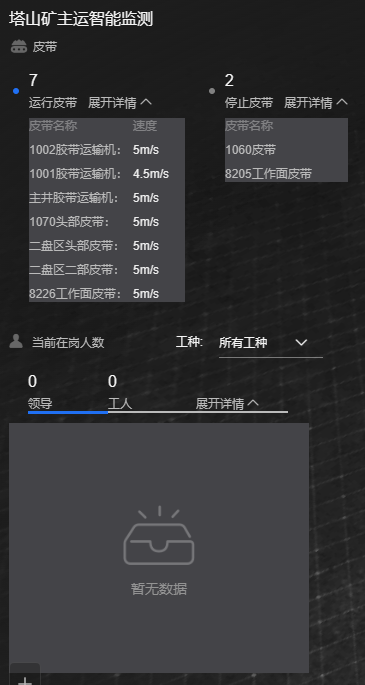 塔山矿主运智能监测
皮带
7
运行皮带 展开详情
皮带名称 速度
1002胶带运输机： 5m/s
1001胶带运输机： 4.5m/s
主井胶带运输机： 5m/s
1070头部皮带： 5m/s
二盘区头部皮带： 5m/s
二盘区二部皮带： 5m/s
8226工作面皮带： 5m/s
2
停止皮带 展开详情
皮带名称
1060皮带
8205工作面皮带
当前在岗人数 工种: 所有工种
0 0
领导 工人 展开详情
暂无数据